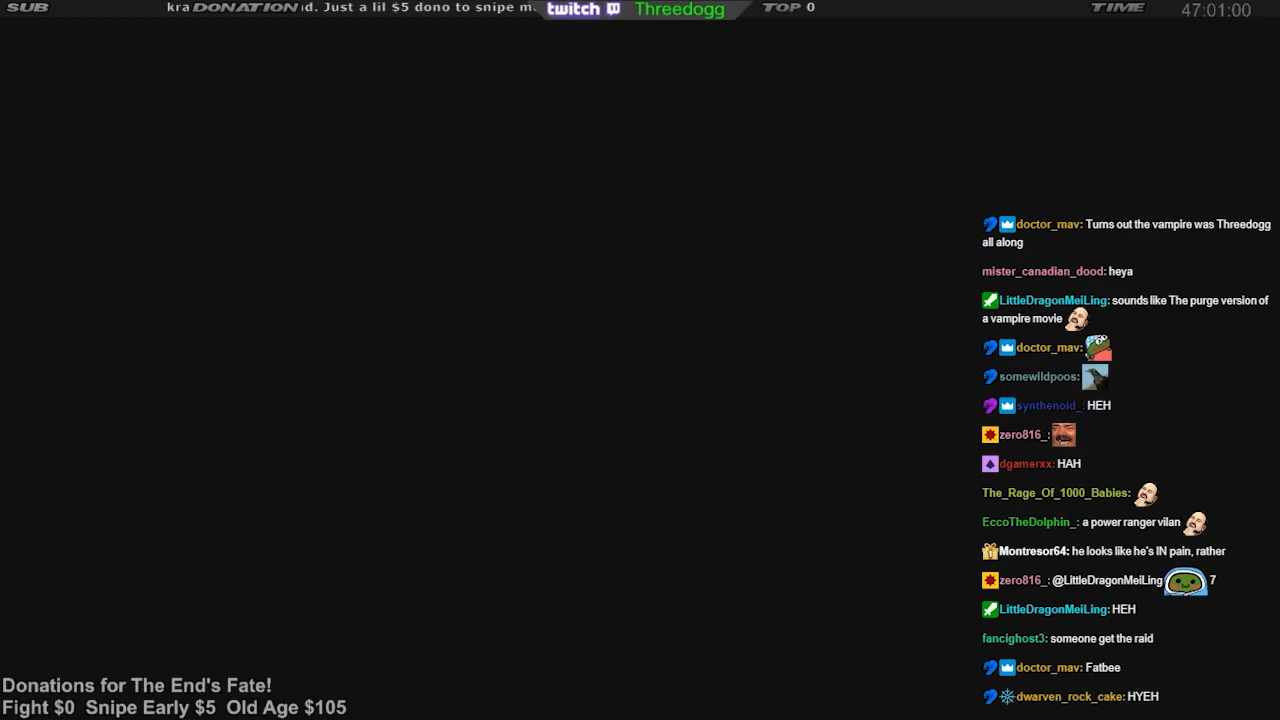 SUB
kra DONATION d. Just a lil $5 dono to snipe m
twitch Threedogg
TOP 0
TIME
47:01:00
doctor_mav: Turns out the vampire was Threedogg
all along
mister_canadian_dood: heya
LittleDragonMeiLing: sounds like The purge version of
a vampire movie
doctor_mav:
somewildpoos:
synthenoid_: HEH
zero816_:
dgamerxx: HAH
The_Rage_Of_1000_Babies:
EccoTheDolphin_: a power ranger vilan
Montresor64: he looks like he's IN pain, rather
zero816_: @LittleDragonMeiLing 7
LittleDragonMeiLing: HEH
fancighost3: someone get the raid
doctor_mav: Fatbee
dwarven_rock_cake: HYEH
Donations for The End's Fate!
Fight $0 Snipe Early $5 Old Age $105